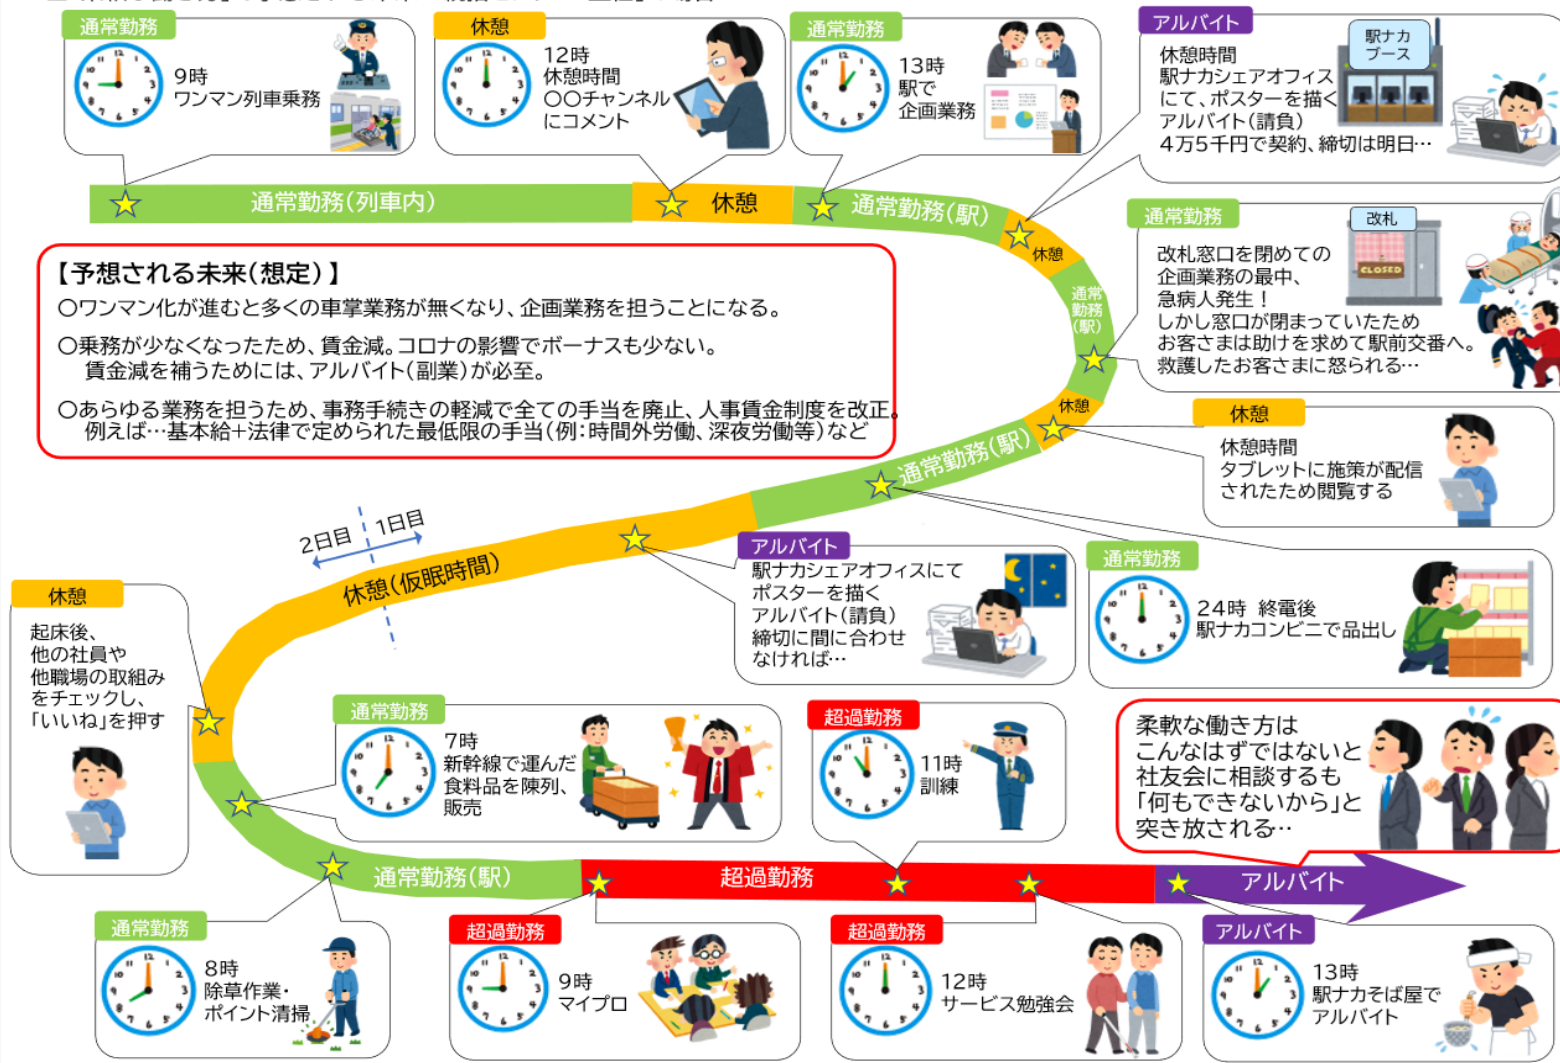 通常勤務
9時
ワンマン列車乗務
休憩
12時
休憩時間
〇〇チャンネル
にコメント
通常勤務
13時
駅で
企画業務
アルバイト
休憩時間
駅ナカシェアオフィス
にて、ポスターを描く
アルバイト(請負)
4万5千円で契約、締切は明日…
駅ナカ
ブース
通常勤務(列車内)
休憩
通常勤務(駅)
休憩
通常
勤務
(駅)
休憩
通常勤務(駅)
通常勤務
改札窓口を閉めての
企画業務の最中、
急病人発生!
しかし窓口が閉まっていたため
お客さまは助けを求めて駅前交番へ。
救護したお客さまに怒られる…
改札
CLOSED
【予想される未来(想定)】
〇ワンマン化が進むと多くの車掌業務が無くなり、企画業務を担うことになる。
〇乗務が少なくなったため、賃金減。コロナの影響でボーナスも少ない。
賃金減を補うためには、アルバイト(副業)が必至。
〇あらゆる業務を担うため、事務手続きの軽減で全ての手当を廃止、人事賃金制度を改正。
例えば…基本給+法律で定められた最低限の手当(例:時間外労働、深夜労働等)など
休憩
休憩時間
タブレットに施策が配信
されたため閲覧する
2日目
1日目
休憩(仮眠時間)
アルバイト
駅ナカシェアオフィスにて
ポスターを描く
アルバイト(請負)
締切に間に合わせ
なければ…
通常勤務
24時 終電後
駅ナカコンビニで品出し
休憩
起床後、
他の社員や
他職場の取組み
をチェックし、
「いいね」を押す
通常勤務
7時
新幹線で運んだ
食料品を陳列、
販売
超過勤務
11時
訓練
柔軟な働き方は
こんなはずではないと
社友会に相談するも
「何もできないから」と
突き放される…
通常勤務(駅)
超過勤務
アルバイト
通常勤務
8時
除草作業・
ポイント清掃
超過勤務
9時
マイプロ
超過勤務
12時
サービス勉強会
アルバイト
13時
駅ナカそば屋で
アルバイト